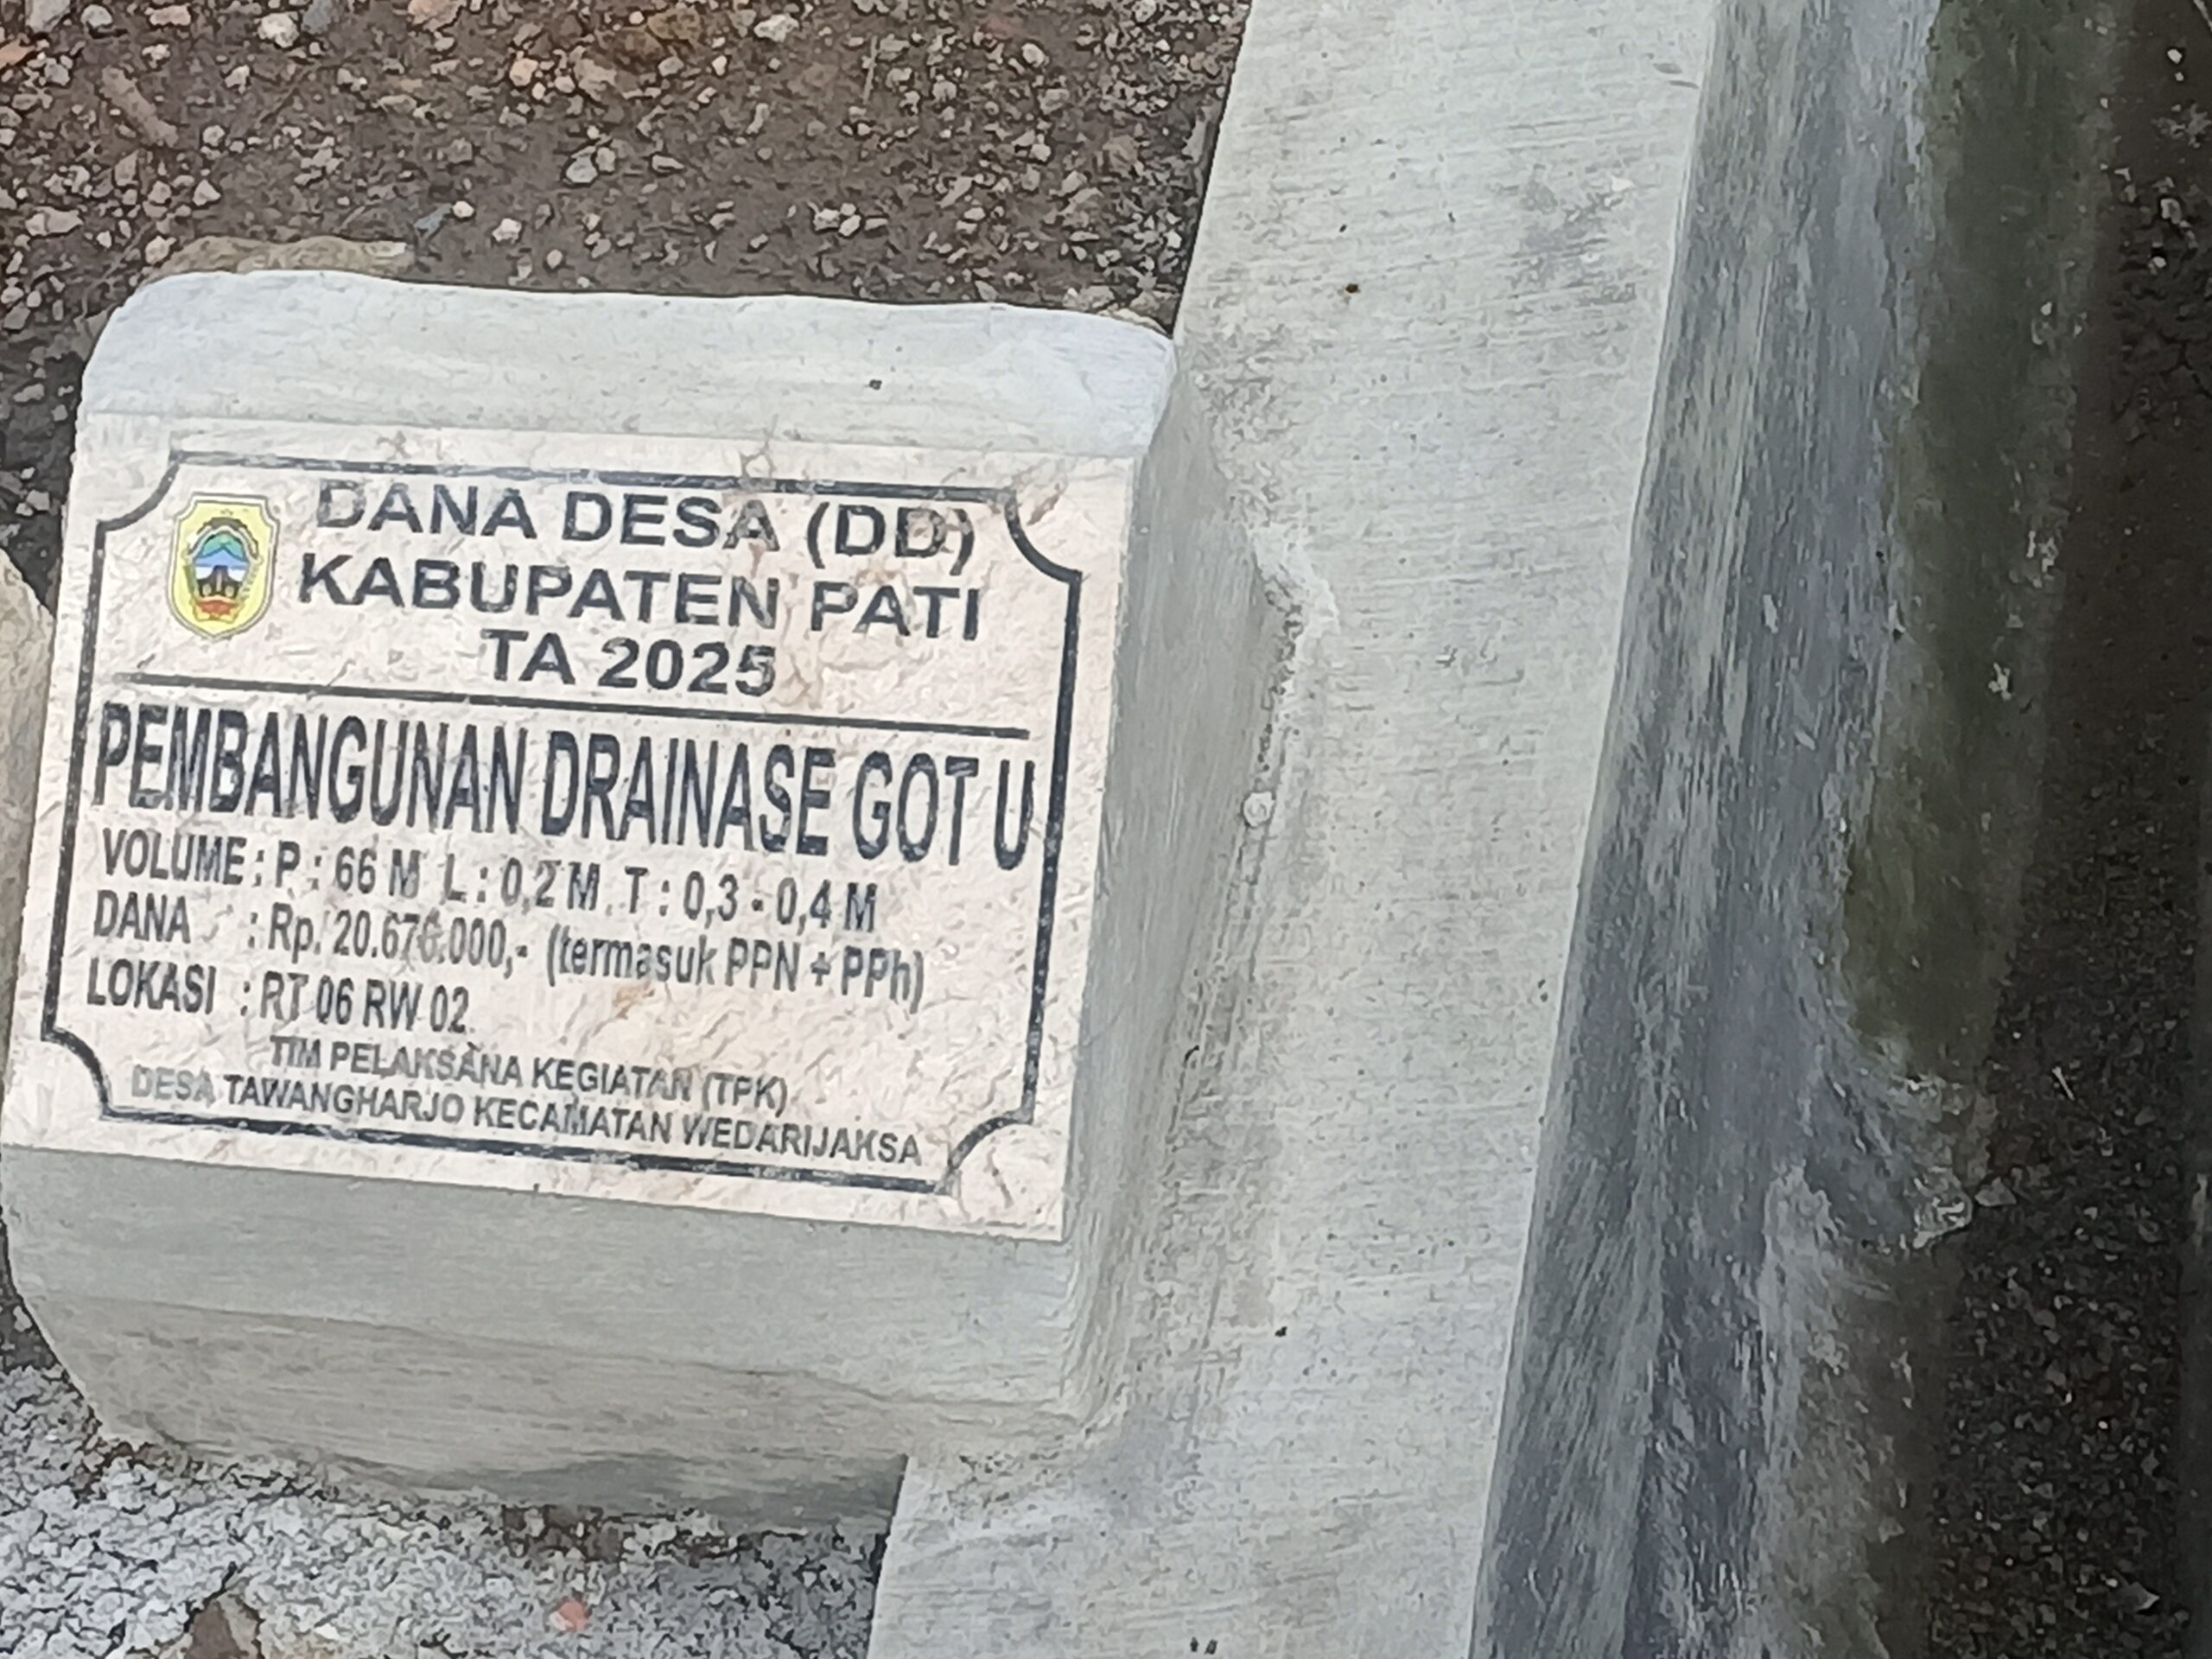 DANA DESA (DD)
KABUPATEN PATI
TA 2025
PEMBANGUNAN DRAINASE GOT U
VOLUME : P : 66 M L : 0,2 M T : 0,3 - 0,4 M
DANA : Rp. 20.676.000,- (termasuk PPN + PPh)
LOKASI : RT 06 RW 02
TIM PELAKSANA KEGIATAN (TPK)
DESA TAWANGHARJO KECAMATAN WEDARIJAKSA